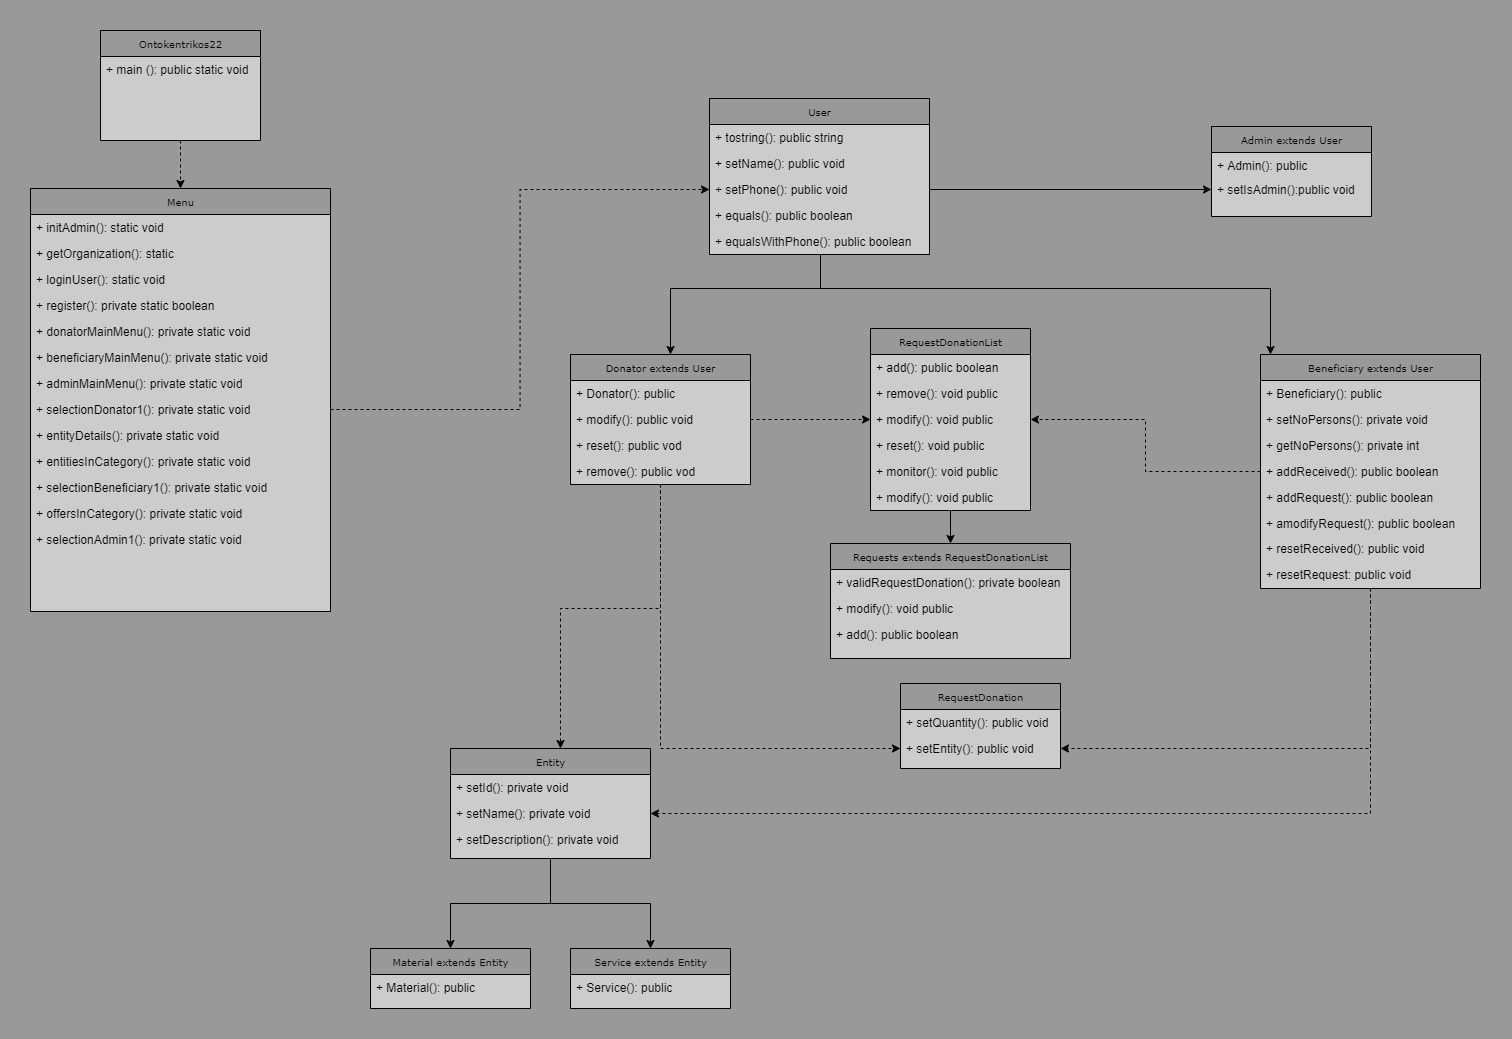 Ontokentrikos22
+ main (): public static void
Menu
+ initAdmin(): static void
+ getOrganization(): static
+ loginUser(): static void
+ register(): private static boolean
+ donatorMainMenu(): private static void
+ beneficiaryMainMenu(): private static void
+ adminMainMenu(): private static void
+ selectionDonator1(): private static void
+ entityDetails(): private static void
+ entitiesInCategory(): private static void
+ selectionBeneficiary1(): private static void
+ offersInCategory(): private static void
+ selectionAdmin1(): private static void
User
+ tostring(): public string
+ setName(): public void
+ setPhone(): public void
+ equals(): public boolean
+ equalsWithPhone(): public boolean
Admin extends User
+ Admin(): public
+ setIsAdmin():public void
Donator extends User
+ Donator(): public
+ modify(): public void
+ reset(): public vod
+ remove(): public vod
RequestDonationList
+ add(): public boolean
+ remove(): void public
+ modify(): void public
+ reset(): void public
+ monitor(): void public
+ modify(): void public
Beneficiary extends User
+ Beneficiary(): public
+ setNoPersons(): private void
+ getNoPersons(): private int
+ addReceived(): public boolean
+ addRequest(): public boolean
+ amodifyRequest(): public boolean
+ resetReceived(): public void
+ resetRequest: public void
Requests extends RequestDonationList
+ validRequestDonation(): private boolean
+ modify(): void public
+ add(): public boolean
RequestDonation
+ setQuantity(): public void
+ setEntity(): public void
Entity
+ setId(): private void
+ setName(): private void
+ setDescription(): private void
Material extends Entity
+ Material(): public
Service extends Entity
+ Service(): public